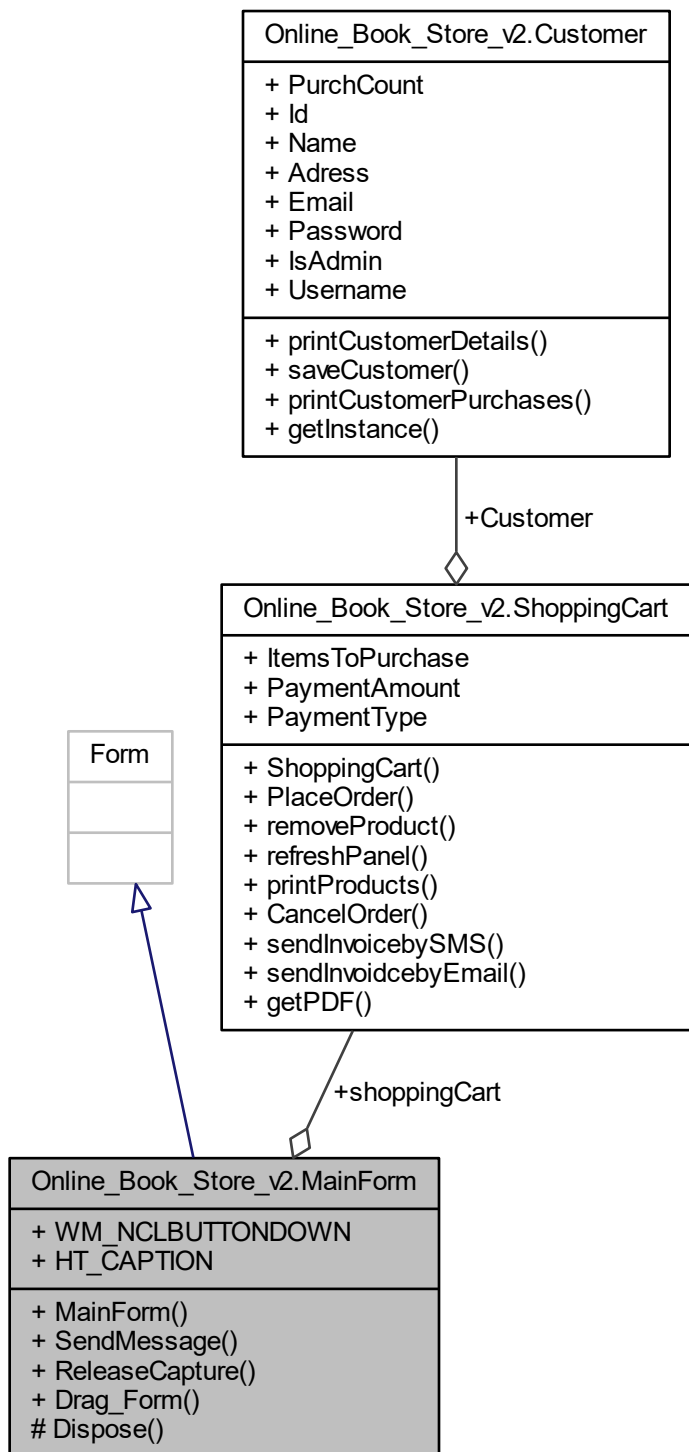 Online_Book_Store_v2.Customer
+ PurchCount
+ Id
+ Name
+ Adress
+ Email
+ Password
+ IsAdmin
+ Username
+ printCustomerDetails()
+ saveCustomer()
+ printCustomerPurchases()
+ getInstance()
+Customer
Online_Book_Store_v2.ShoppingCart
+ ItemsToPurchase
+ PaymentAmount
+ PaymentType
+ ShoppingCart()
+ PlaceOrder()
+ removeProduct()
+ refreshPanel()
+ printProducts()
+ CancelOrder()
+ sendInvoicebySMS()
+ sendInvoidcebyEmail()
+ getPDF()
Form
+shoppingCart
Online_Book_Store_v2.MainForm
+ WM_NCLBUTTONDOWN
+ HT_CAPTION
+ MainForm()
+ SendMessage()
+ ReleaseCapture()
+ Drag_Form()
# Dispose()